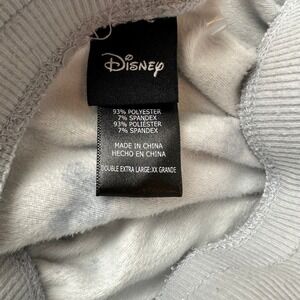 Disney
93% POLYESTER
7% SPANDEX
93% POLIÉSTER
7% SPANDEX
MADE IN CHINA
HECHO EN CHINA
DOUBLE EXTRA LARGE/XX GRANDE